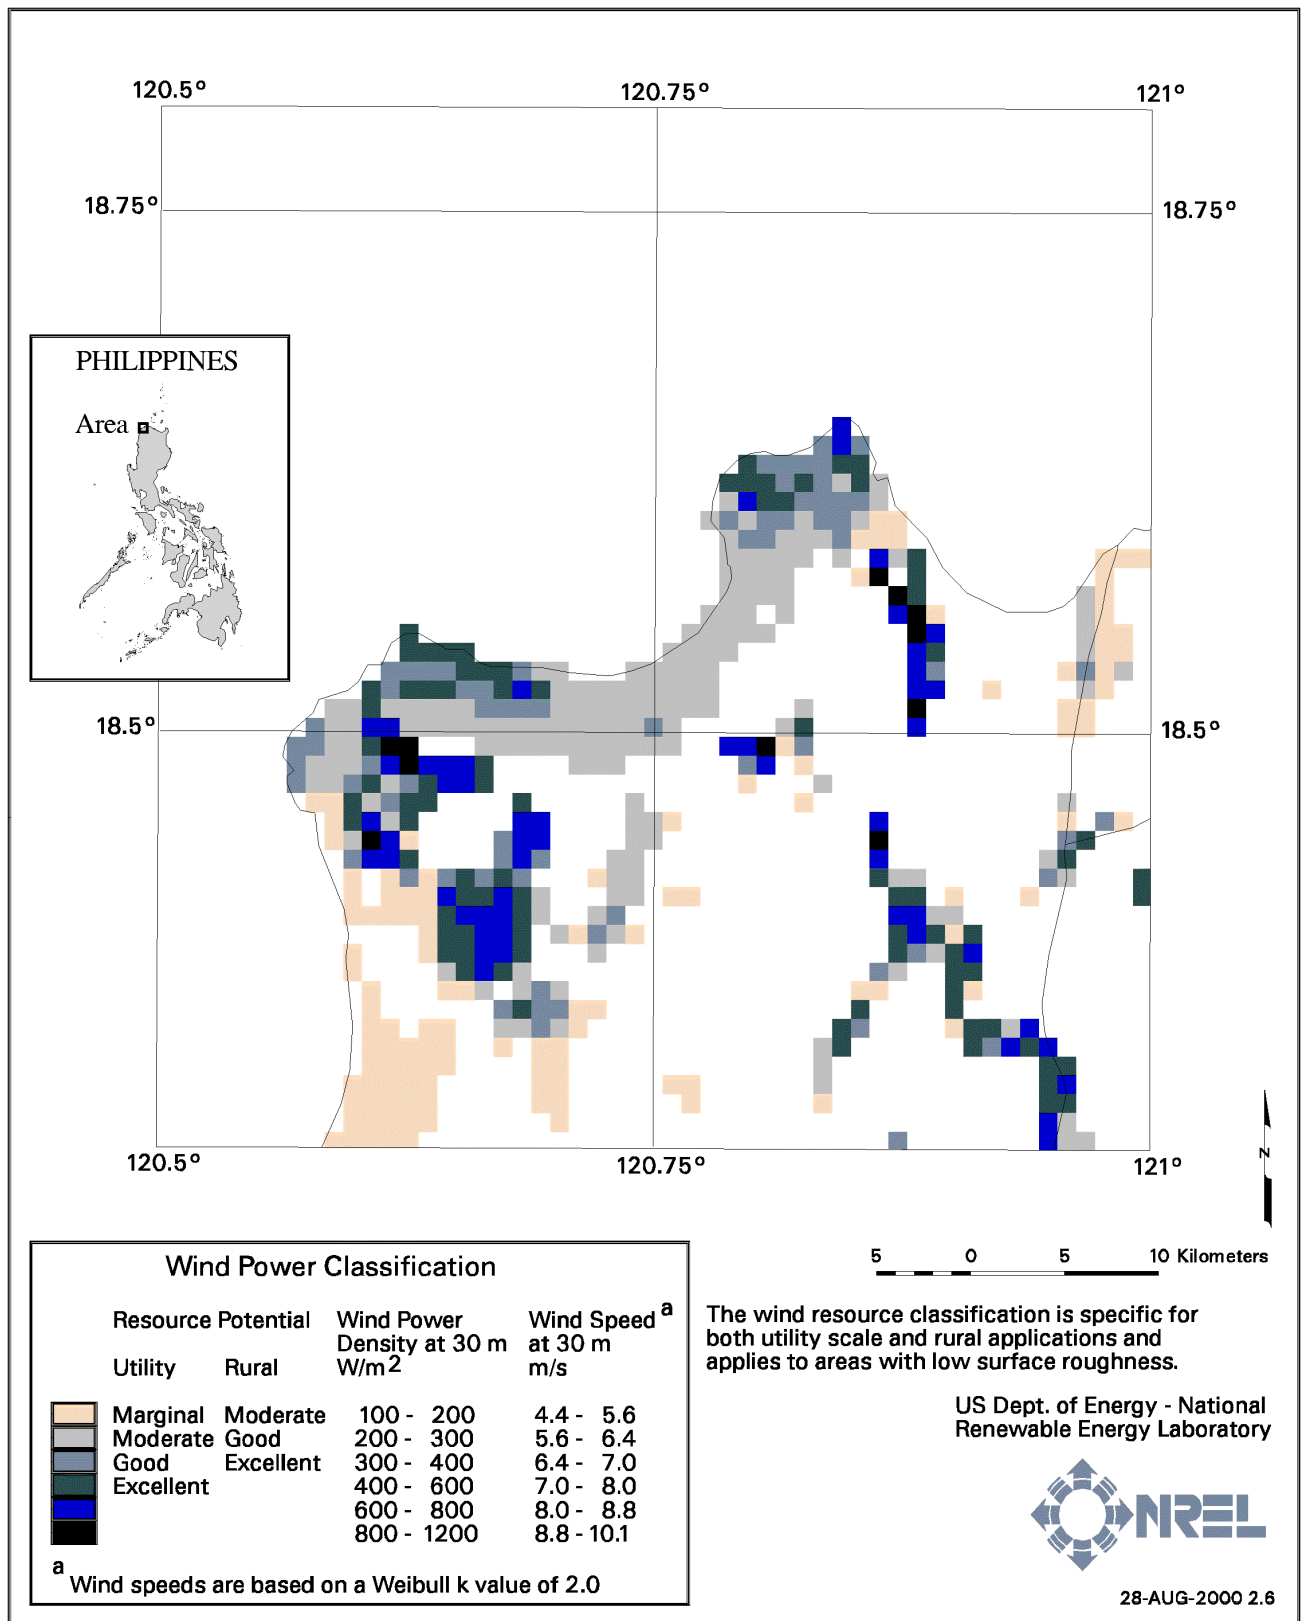 120.5° 120.75° 121°
18.75° 18.75°
PHILIPPINES
Area
18.5° 18.5°
120.5° 120.75° 121°
N
Wind Power Classification
Resource Potential Wind Power Wind Speed a
Density at 30 m at 30 m
Utility Rural W/m2 m/s
Marginal Moderate 100 - 200 4.4 - 5.6
Moderate Good 200 - 300 5.6 - 6.4
Good Excellent 300 - 400 6.4 - 7.0
Excellent 400 - 600 7.0 - 8.0
600 - 800 8.0 - 8.8
800 - 1200 8.8 - 10.1
a Wind speeds are based on a Weibull k value of 2.0
5 0 5 10 Kilometers
The wind resource classification is specific for
both utility scale and rural applications and
applies to areas with low surface roughness.
US Dept. of Energy - National
Renewable Energy Laboratory
NREL
28-AUG-2000 2.6